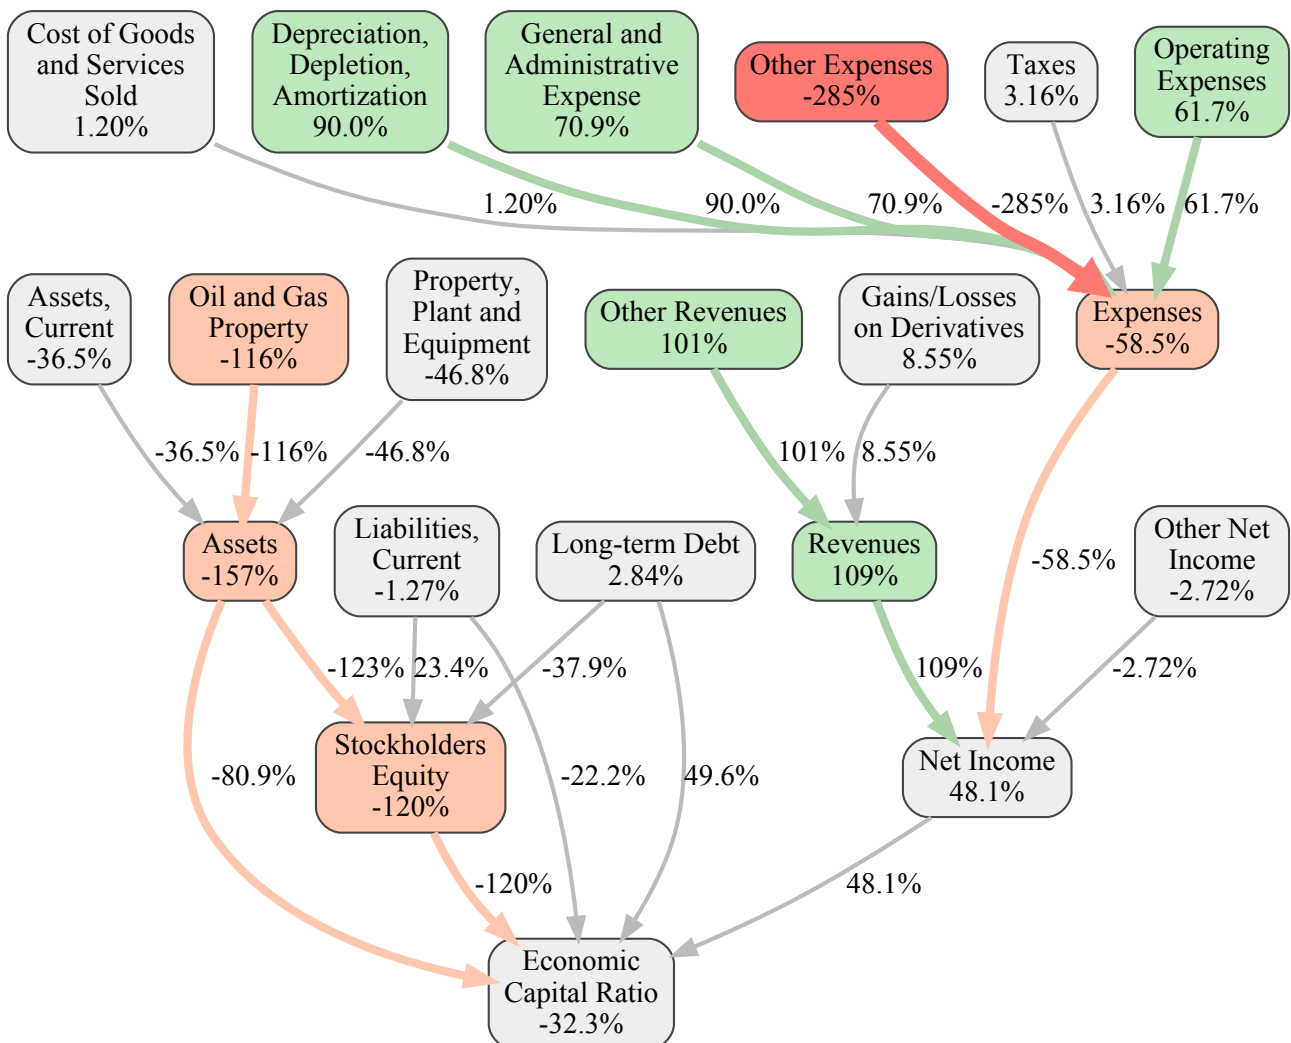 Cost of Goods
and Services
Sold
1.20%
Depreciation,
Depletion,
Amortization
90.0%
General and
Administrative
Expense
70.9%
Other Expenses
-285%
Taxes
3.16%
Operating
Expenses
61.7%
1.20%
90.0%
70.9%
-285%
3.16%
61.7%
Assets,
Current
-36.5%
Oil and Gas
Property
-116%
Property,
Plant and
Equipment
-46.8%
Other Revenues
101%
Gains/Losses
on Derivatives
8.55%
Expenses
-58.5%
-36.5%
-116%
-46.8%
101%
8.55%
-58.5%
Assets
-157%
Liabilities,
Current
-1.27%
Long-term Debt
2.84%
Revenues
109%
Other Net
Income
-2.72%
-123%
23.4%
-37.9%
109%
-2.72%
Stockholders
Equity
-120%
Net Income
48.1%
-80.9%
-22.2%
49.6%
-120%
48.1%
Economic
Capital Ratio
-32.3%